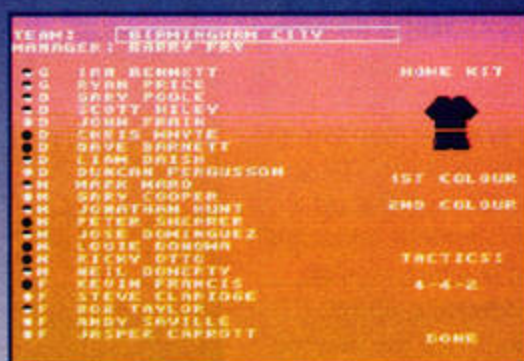 TEAM: BIRMINGHAM CITY
MANAGER: BARRY FRY
G IAN BENNETT
G RYAN PRICE
D GARY POOLE
D SCOTT HILEY
D JOHN FRAIN
D CHRIS WHYTE
D DAVE BARNETT
D LIAM DAISH
D DUNCAN FERGUSSON
M MARK WARD
M GARY COOPER
M JONATHAN HUNT
M PETER SHEARER
M JOSE DOMINGUEZ
M LOUIE DONOWA
M RICKY OTTO
M NEIL DOHERTY
F KEVIN FRANCIS
F STEVE CLARIDGE
F BOB TAYLOR
F ANDY SAVILLE
F JASPER CARROTT
HOME KIT
1ST COLOUR
2ND COLOUR
TACTICS:
4-4-2
DONE